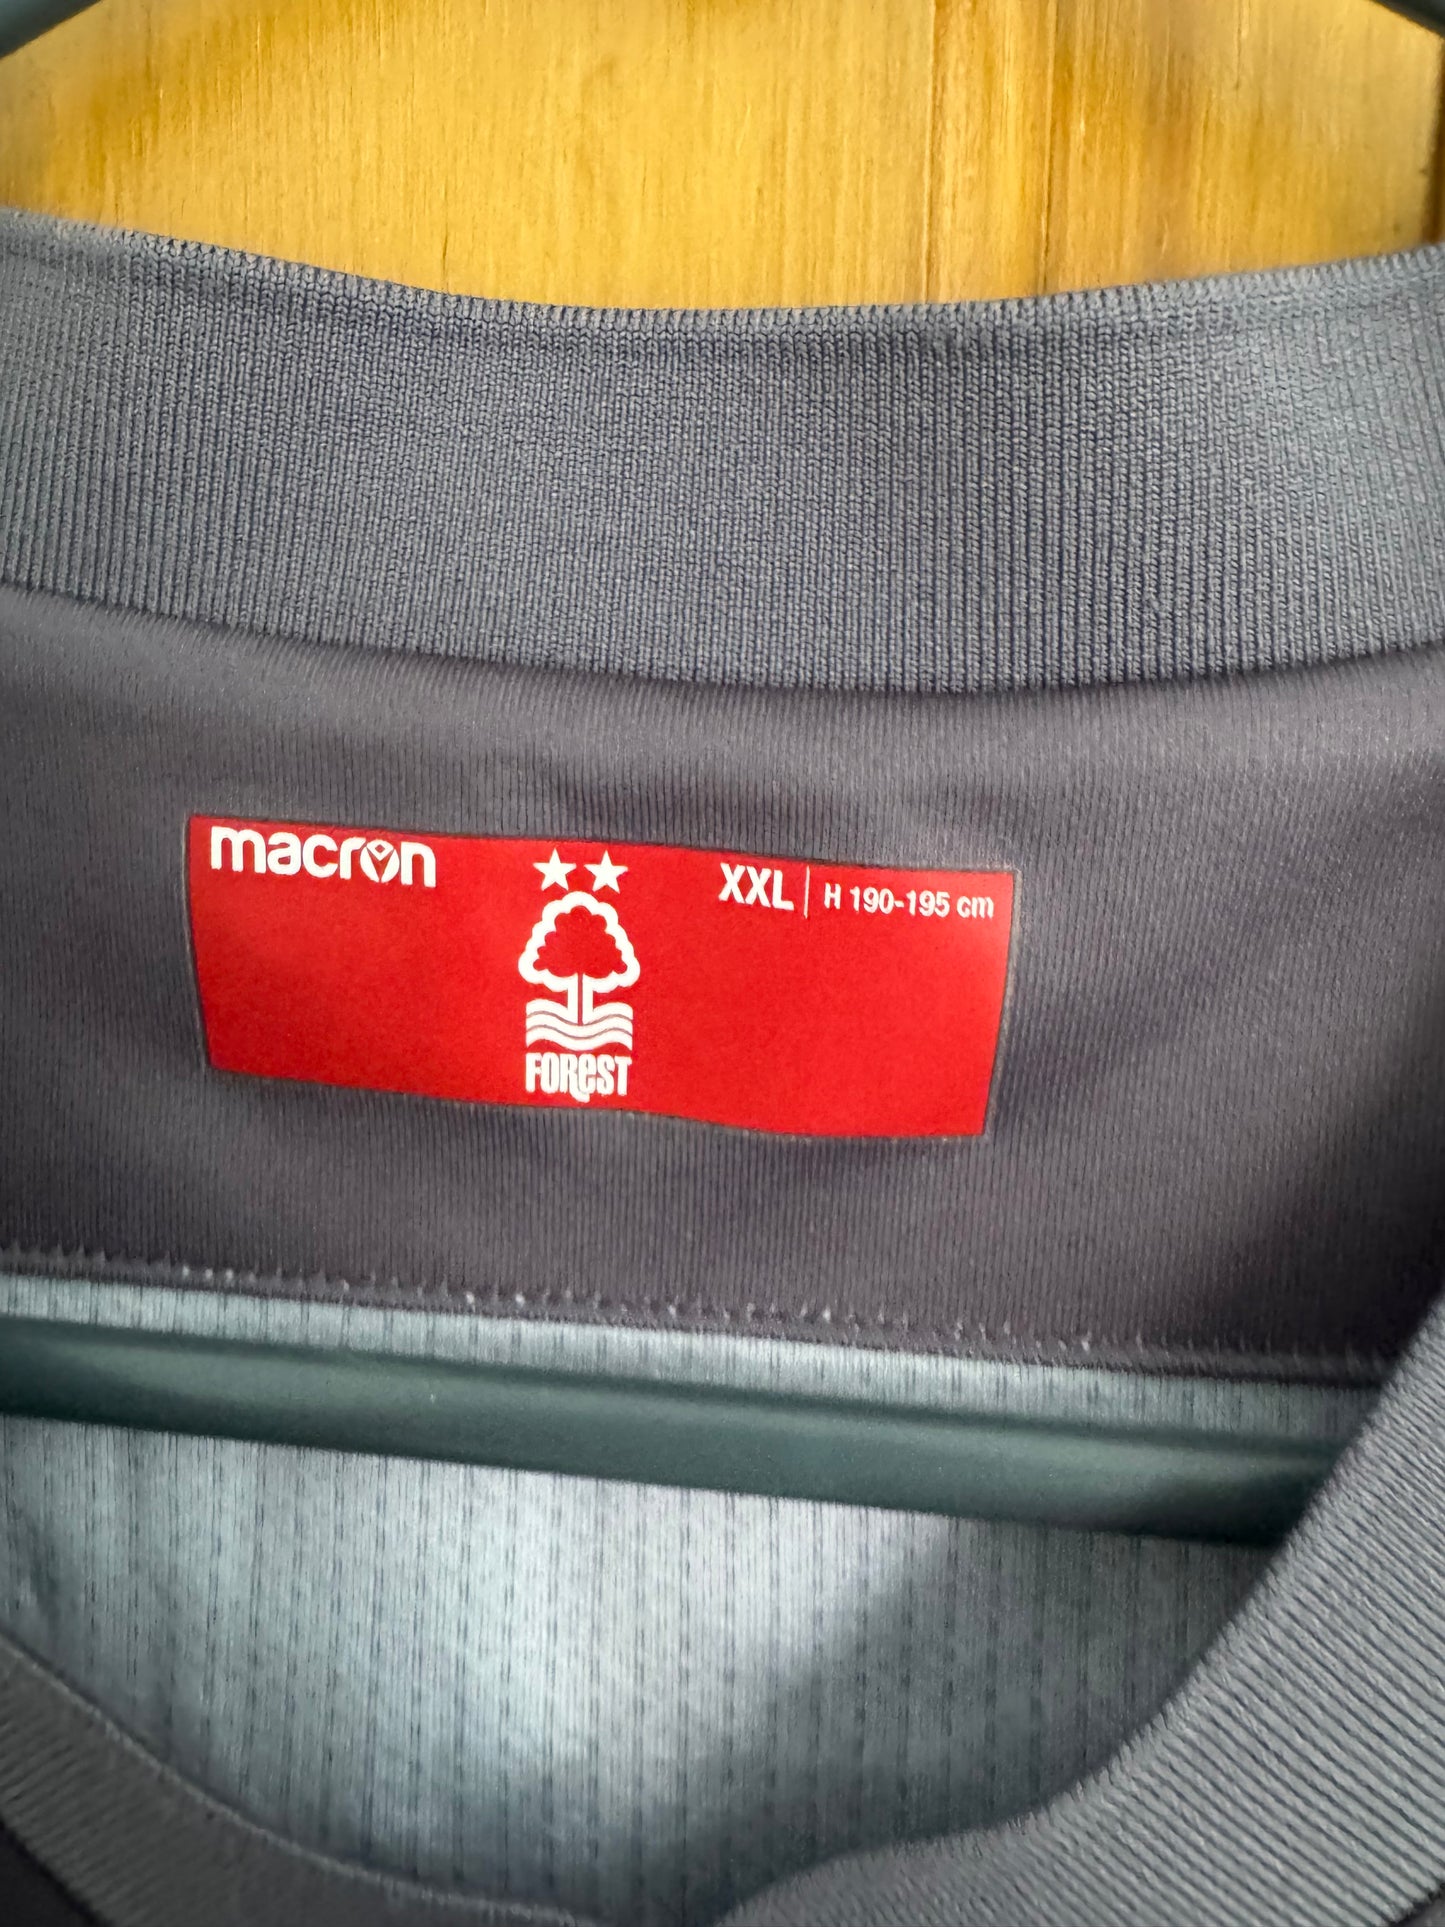 macron
XXL | H 190-195 cm
FOREST